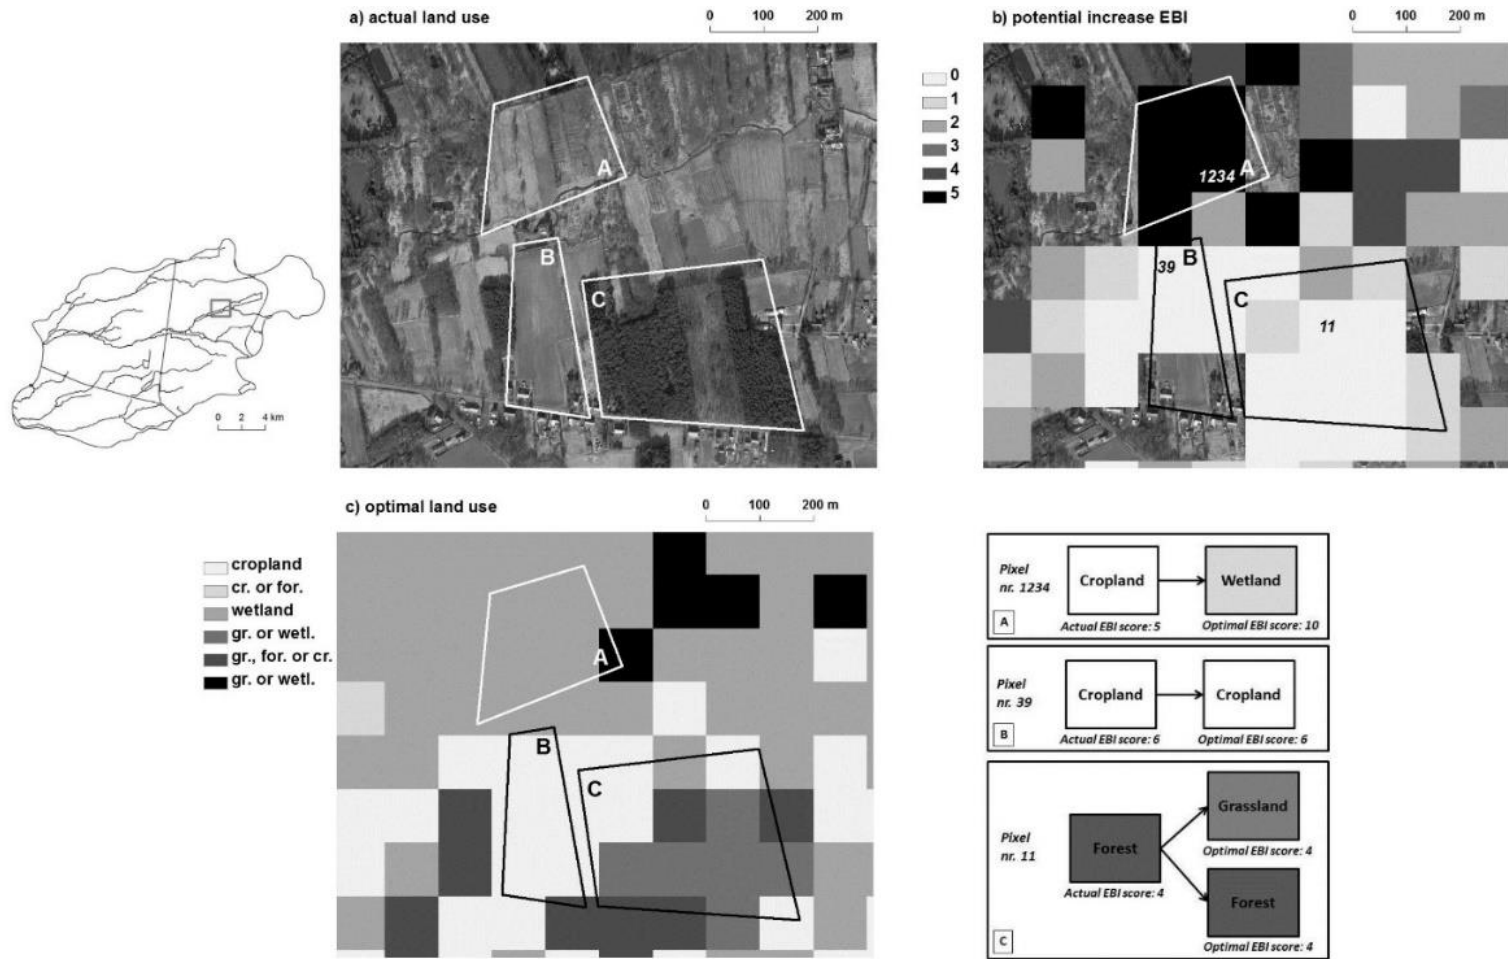 a) actual land use
0 100 200 m
A
B
C
0 2 4 km
b) potential increase EBI
0 100 200 m
0
1
2
3
4
5
1234 A
B
39
C
11
c) optimal land use
0 100 200 m
cropland
cr. or for.
wetland
gr. or wetl.
gr., for. or cr.
gr. or wetl.
A
B
C
Pixel
nr. 1234
Cropland
Wetland
Actual EBI score: 5
Optimal EBI score: 10
A
Pixel
nr. 39
Cropland
Cropland
Actual EBI score: 6
Optimal EBI score: 6
B
Pixel
nr. 11
Forest
Actual EBI score: 4
Grassland
Optimal EBI score: 4
Forest
Optimal EBI score: 4
C